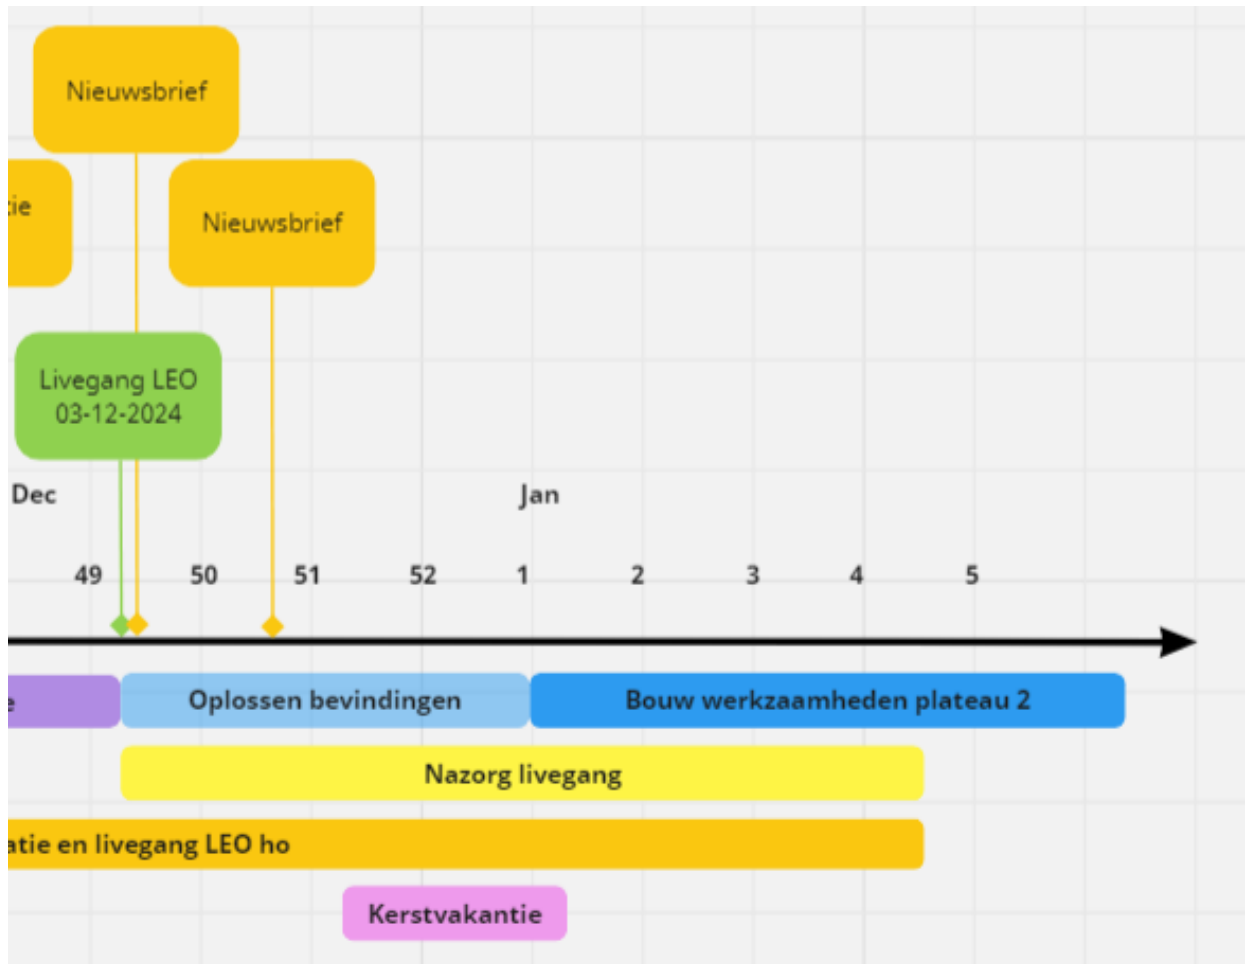 Nieuwsbrief
tie
Nieuwsbrief
Livegang LEO
03-12-2024
Dec
Jan
49 50 51 52 1 2 3 4 5
e
Oplossen bevindingen
Bouw werkzaamheden plateau 2
Nazorg livegang
atie en livegang LEO ho
Kerstvakantie